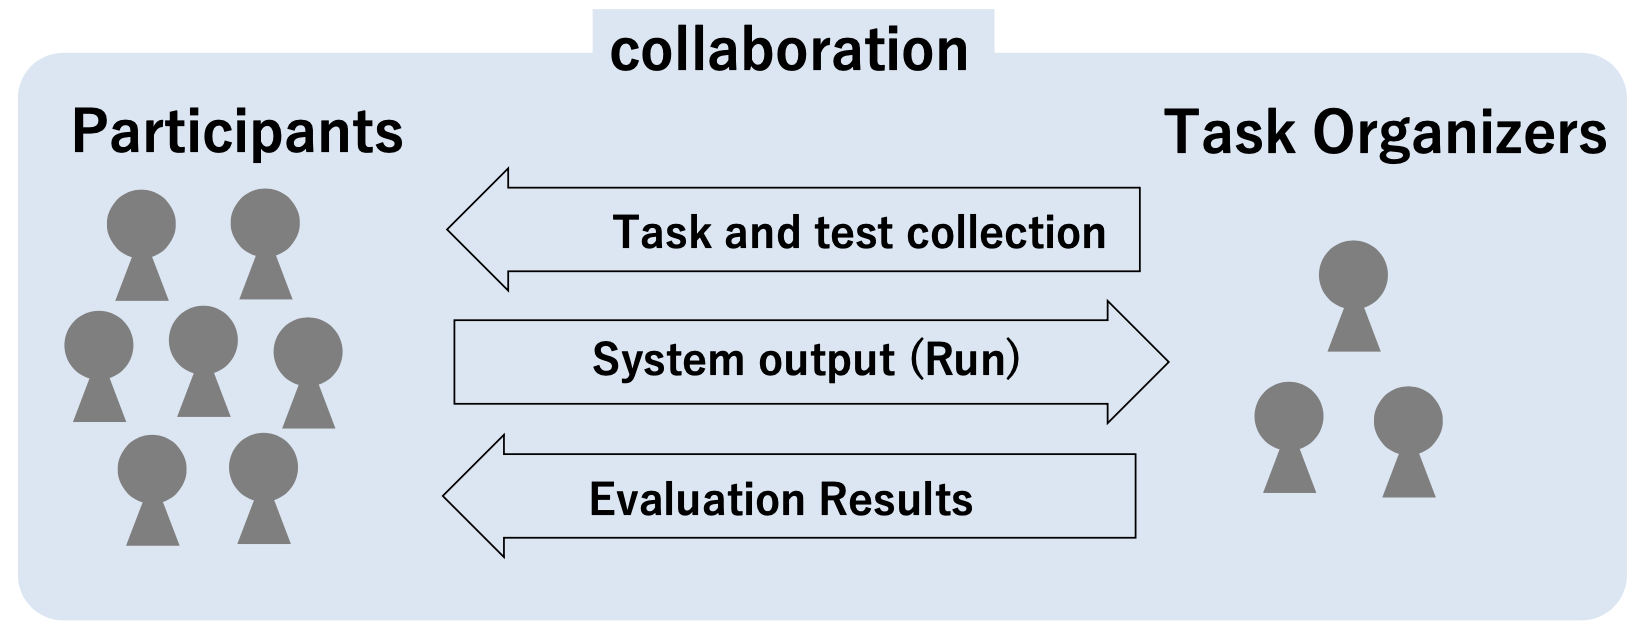 collaboration
Participants
Task Organizers
Task and test collection
System output (Run)
Evaluation Results